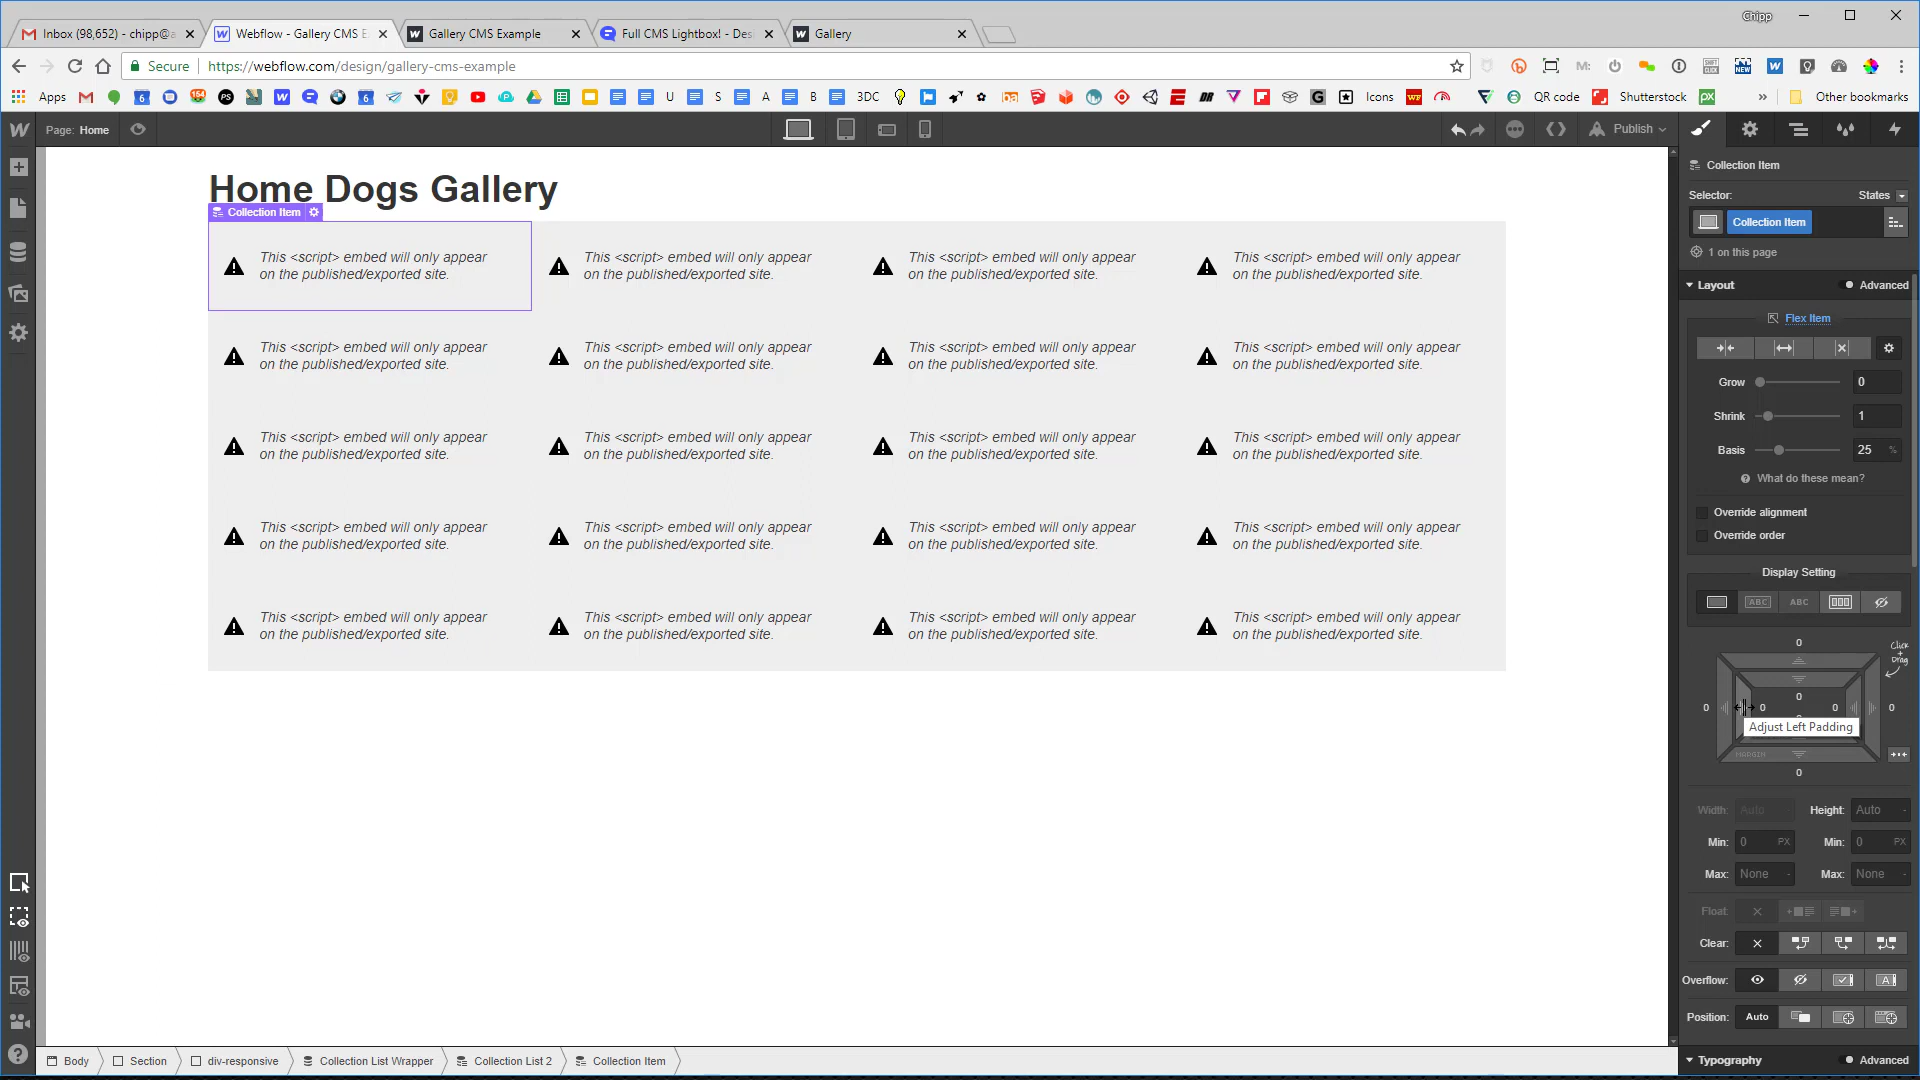 Chipp
Inbox (98,652) - chipp@a
Webflow - Gallery CMS E
Gallery CMS Example
Full CMS Lightbox! - Des
Gallery
Secure
https://webflow.com/design/gallery-cms-example
Apps
U
S
A
B
3DC
Icons
QR code
Shutterstock
Other bookmarks
Page: Home
Publish
Home Dogs Gallery
Collection Item
This <script> embed will only appear
on the published/exported site.
This <script> embed will only appear
on the published/exported site.
This <script> embed will only appear
on the published/exported site.
This <script> embed will only appear
on the published/exported site.
This <script> embed will only appear
on the published/exported site.
This <script> embed will only appear
on the published/exported site.
This <script> embed will only appear
on the published/exported site.
This <script> embed will only appear
on the published/exported site.
This <script> embed will only appear
on the published/exported site.
This <script> embed will only appear
on the published/exported site.
This <script> embed will only appear
on the published/exported site.
This <script> embed will only appear
on the published/exported site.
This <script> embed will only appear
on the published/exported site.
This <script> embed will only appear
on the published/exported site.
This <script> embed will only appear
on the published/exported site.
This <script> embed will only appear
on the published/exported site.
This <script> embed will only appear
on the published/exported site.
This <script> embed will only appear
on the published/exported site.
This <script> embed will only appear
on the published/exported site.
This <script> embed will only appear
on the published/exported site.
Collection Item
Selector:
States
Collection Item
1 on this page
Layout
Advanced
Flex Item
Grow
0
Shrink
1
Basis
25 %
What do these mean?
Override alignment
Override order
Display Setting
ABC
ABC
0
Click
+
Drag
0
0
0
0
0
Adjust Left Padding
MARGIN
0
Width: Auto
Height: Auto -
Min: 0 PX
Min: 0 PX
Max: None -
Max: None -
Float:
Clear:
Overflow:
Position: Auto
Typography
Advanced
Body
Section
div-responsive
Collection List Wrapper
Collection List 2
Collection Item